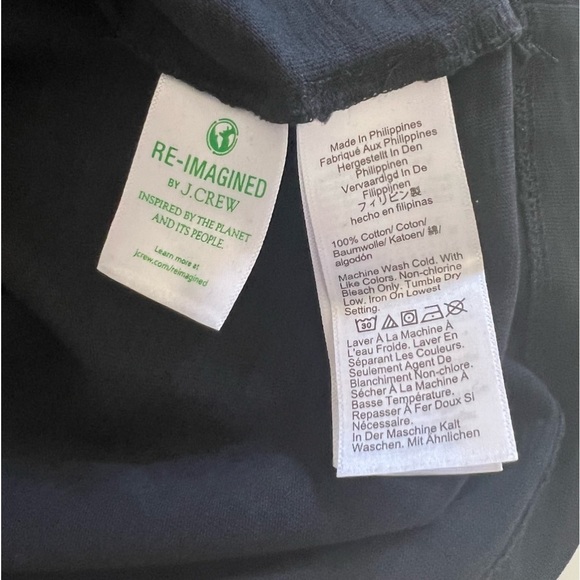 RE-IMAGINED
BY J.CREW
INSPIRED BY THE PLANET
AND ITS PEOPLE.
Learn more at
jcrew.com/reimagined
Made In Philippines
Fabriqué Aux Philippines
Hergestellt In Den
Philippinen
Vervaardigd In De
Filippijnen
フィリピン製
hecho en filipinas
100% Cotton/ Coton/
Baumwolle/ Katoen/ 綿/
algodón
Machine Wash Cold. With
Like Colors. Non-chlorine
Bleach Only. Tumble Dry
Low. Iron On Lowest
Setting.
30
Laver À La Machine À
L'eau Froide. Laver En
Séparant Les Couleurs.
Seulement Agent De
Blanchiment Non-chlore.
Sécher À La Machine À
Basse Température.
Repasser À Fer Doux Si
Nécessaire.
In Der Maschine Kalt
Waschen. Mit Ähnlichen